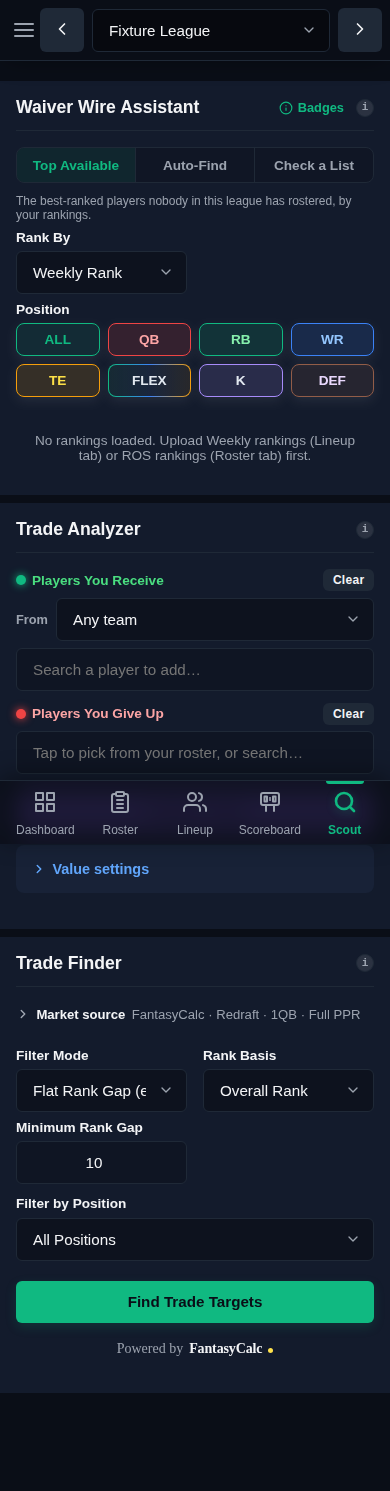 Fixture League
Waiver Wire Assistant
Badges
i
Top Available
Auto-Find
Check a List
The best-ranked players nobody in this league has rostered, by
your rankings.
Rank By
Weekly Rank
Position
ALL
QB
RB
WR
TE
FLEX
K
DEF
No rankings loaded. Upload Weekly rankings (Lineup
tab) or ROS rankings (Roster tab) first.
Trade Analyzer
i
Players You Receive
Clear
From
Any team
Search a player to add…
Players You Give Up
Clear
Tap to pick from your roster, or search…
Dashboard
Roster
Lineup
Scoreboard
Scout
Value settings
Trade Finder
i
Market source FantasyCalc · Redraft · 1QB · Full PPR
Filter Mode
Rank Basis
Flat Rank Gap (e
Overall Rank
Minimum Rank Gap
10
Filter by Position
All Positions
Find Trade Targets
Powered by FantasyCalc